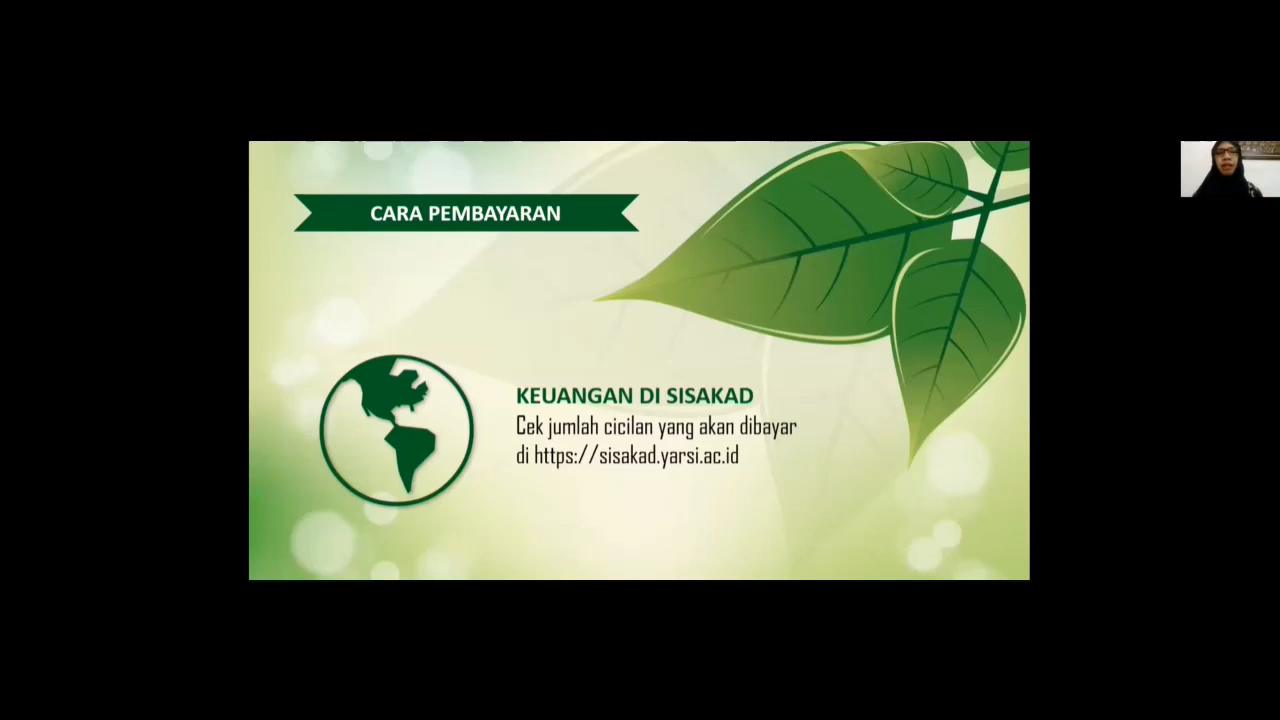 CARA PEMBAYARAN
KEUANGAN DI SISAKAD
Cek jumlah cicilan yang akan dibayar
di https://sisakad.yarsi.ac.id